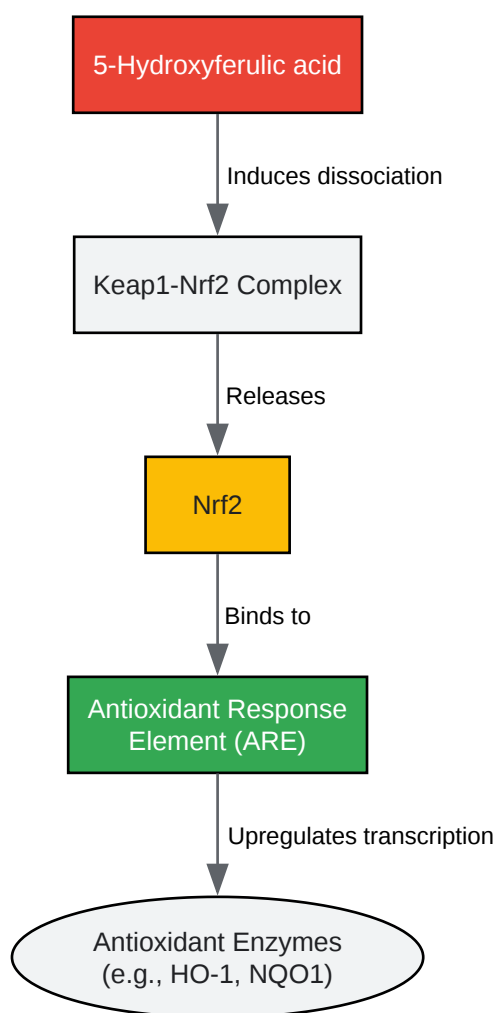 5-Hydroxyferulic acid
Induces dissociation
Keap1-Nrf2 Complex
Releases
Nrf2
Binds to
Antioxidant Response
Element (ARE)
Upregulates transcription
Antioxidant Enzymes
(e.g., HO-1, NQO1)